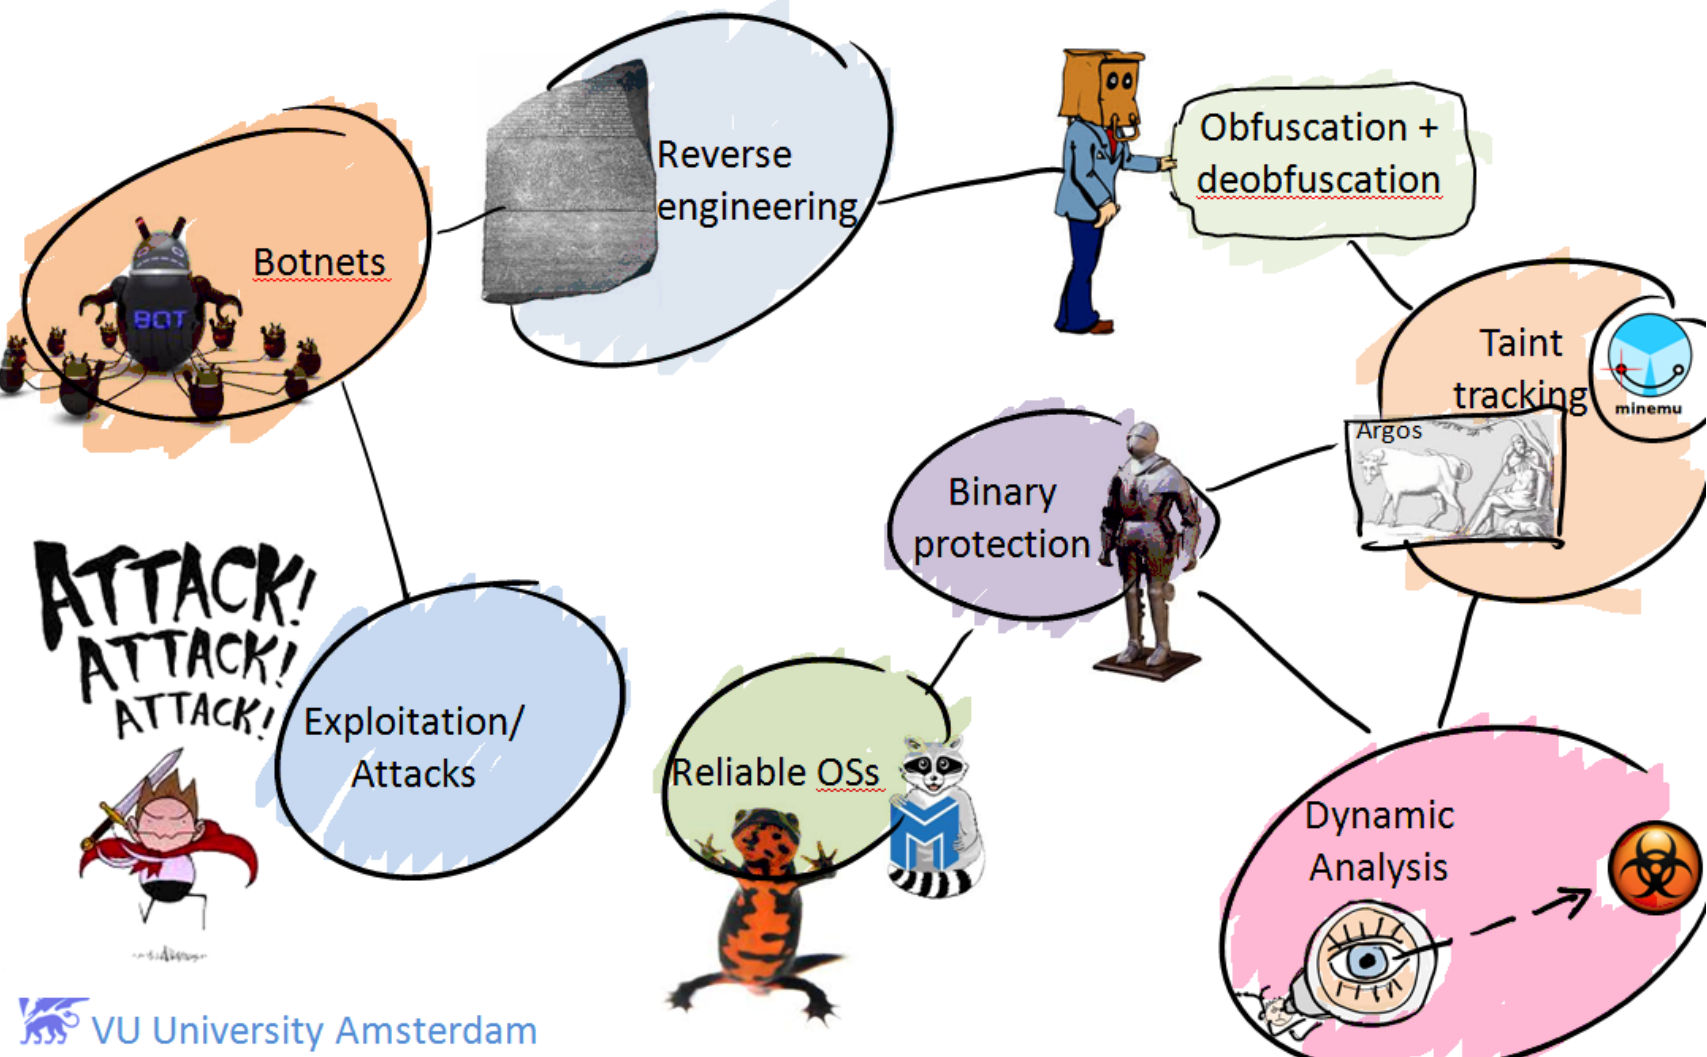 Botnets
BOT
Reverse
engineering
Obfuscation +
deobfuscation
Taint
tracking
minemu
Argos
Binary
protection
ATTACK!
ATTACK!
ATTACK!
Exploitation/
Attacks
Reliable OSs
Dynamic
Analysis
VU University Amsterdam